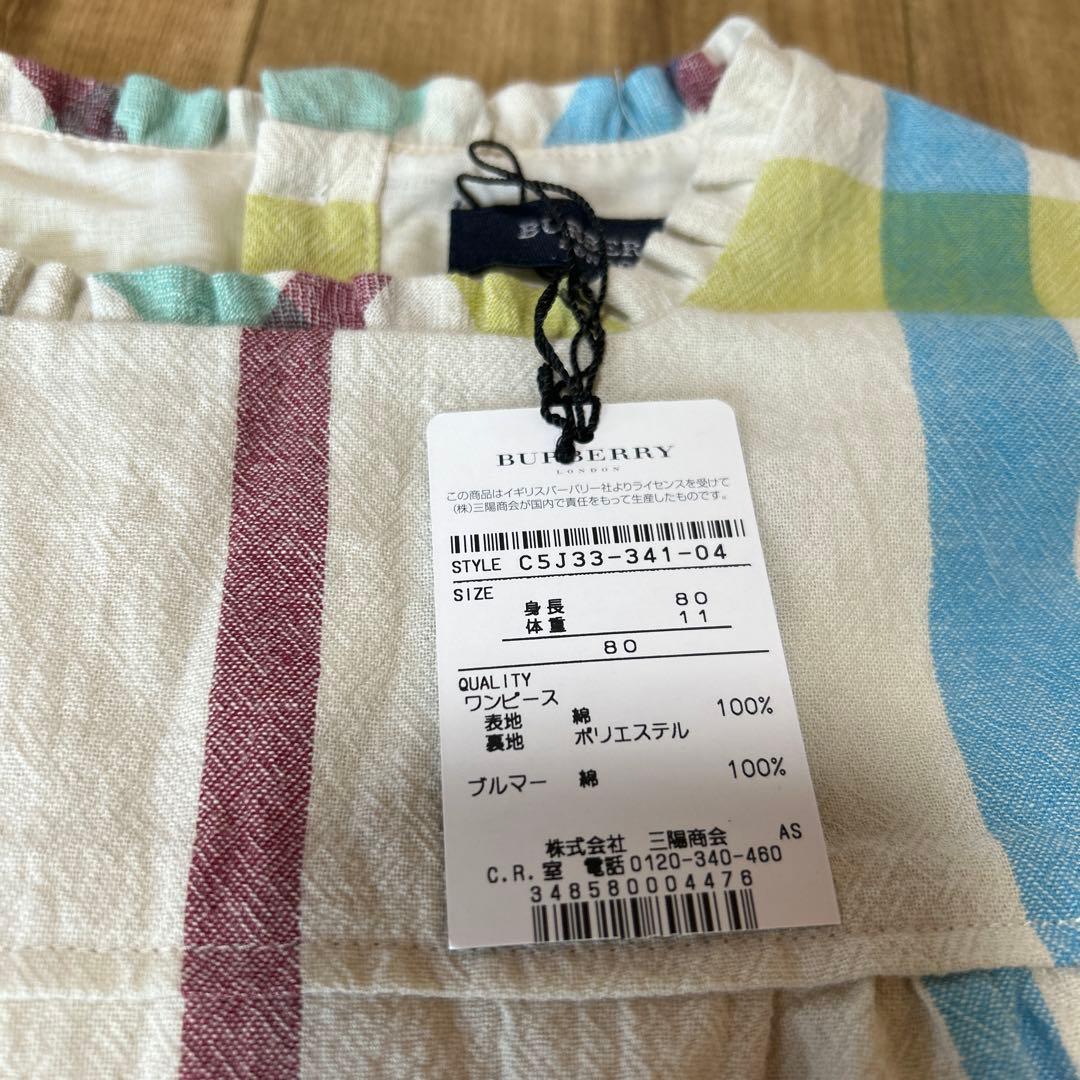 BURBERRY
LONDON
この商品はイギリスバーバリー社よりライセンスを受けて
(株)三陽商会が国内で責任をもって生産したものです。
STYLE C5J33-341-04
SIZE
身長 80
体重 11
80
QUALITY
ワンピース
表地 綿 100%
裏地 ポリエステル
ブルマー 綿 100%
株式会社 三陽商会 AS
C.R.室 電話0120-340-460
348580004476